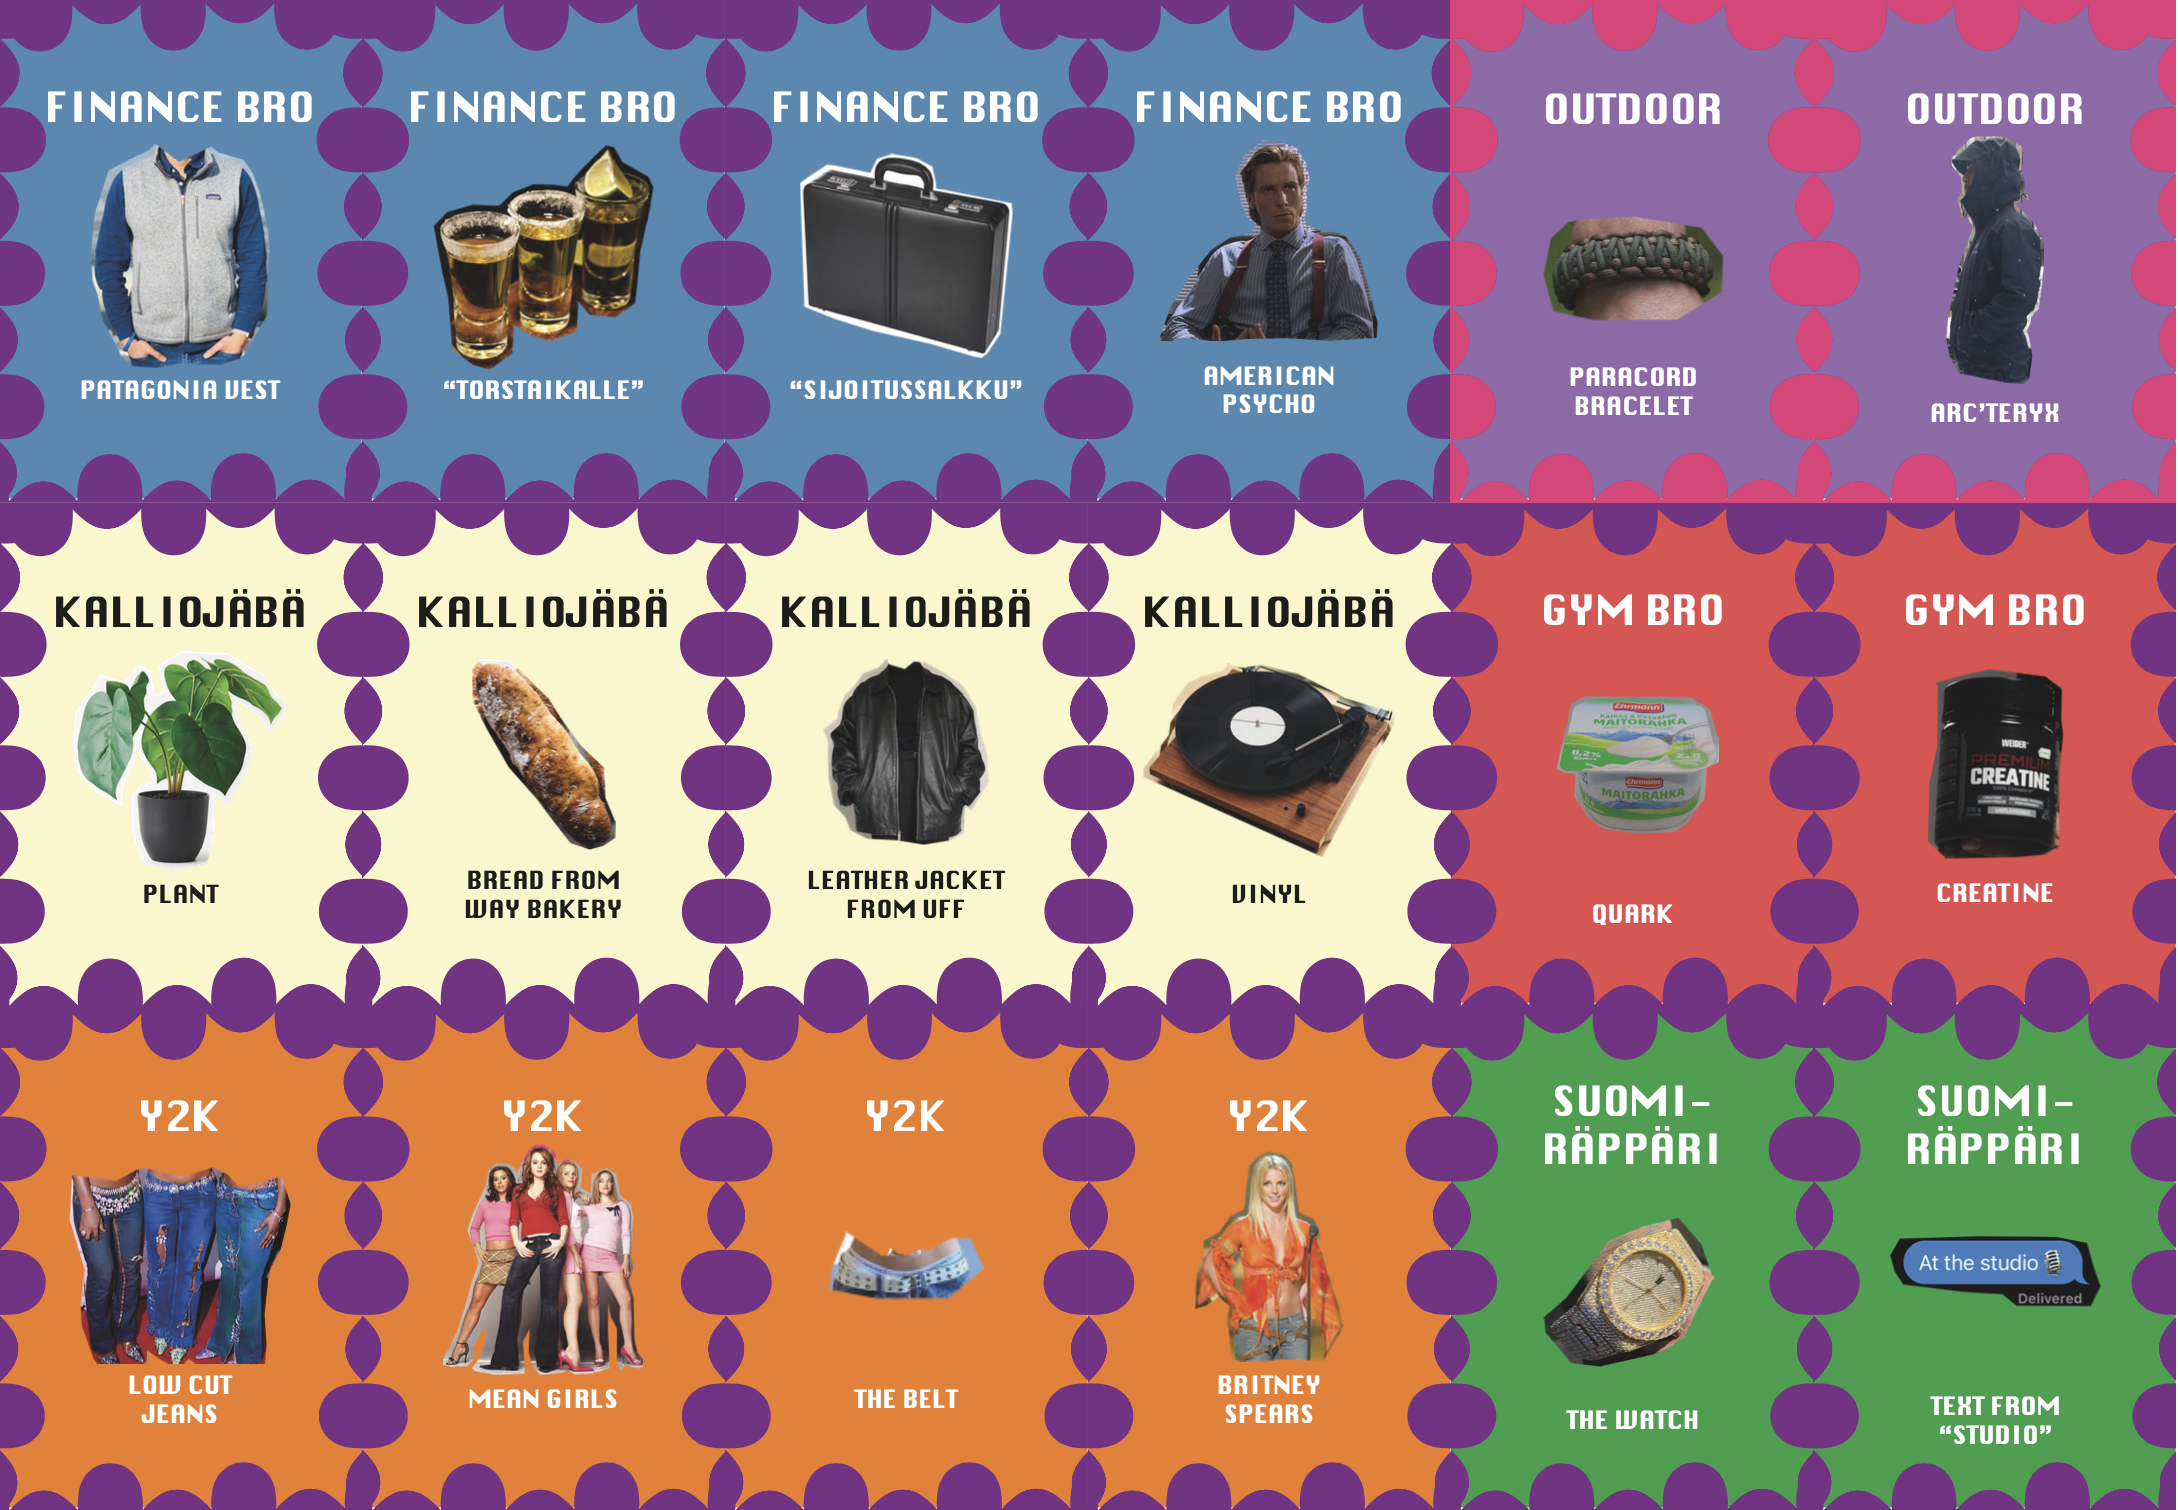 FINANCE BRO
PATAGONIA VEST
FINANCE BRO
“TORSTAIKALLE”
FINANCE BRO
“SIJOITUSSALKKU”
FINANCE BRO
AMERICAN
PSYCHO
OUTDOOR
PARACORD
BRACELET
OUTDOOR
ARC’TERYX
KALLIOJÄBÄ
PLANT
KALLIOJÄBÄ
BREAD FROM
WAY BAKERY
KALLIOJÄBÄ
LEATHER JACKET
FROM UFF
KALLIOJÄBÄ
VINYL
GYM BRO
Ehrmann
MAITORAHKA
0,2%
Ehrmann
MAITORAHKA
QUARK
GYM BRO
WEIDER
PREMIUM
CREATINE
CREATINE
Y2K
LOW CUT
JEANS
Y2K
MEAN GIRLS
Y2K
THE BELT
Y2K
BRITNEY
SPEARS
SUOMI-
RÄPPÄRI
THE WATCH
SUOMI-
RÄPPÄRI
At the studio
Delivered
TEXT FROM
“STUDIO”